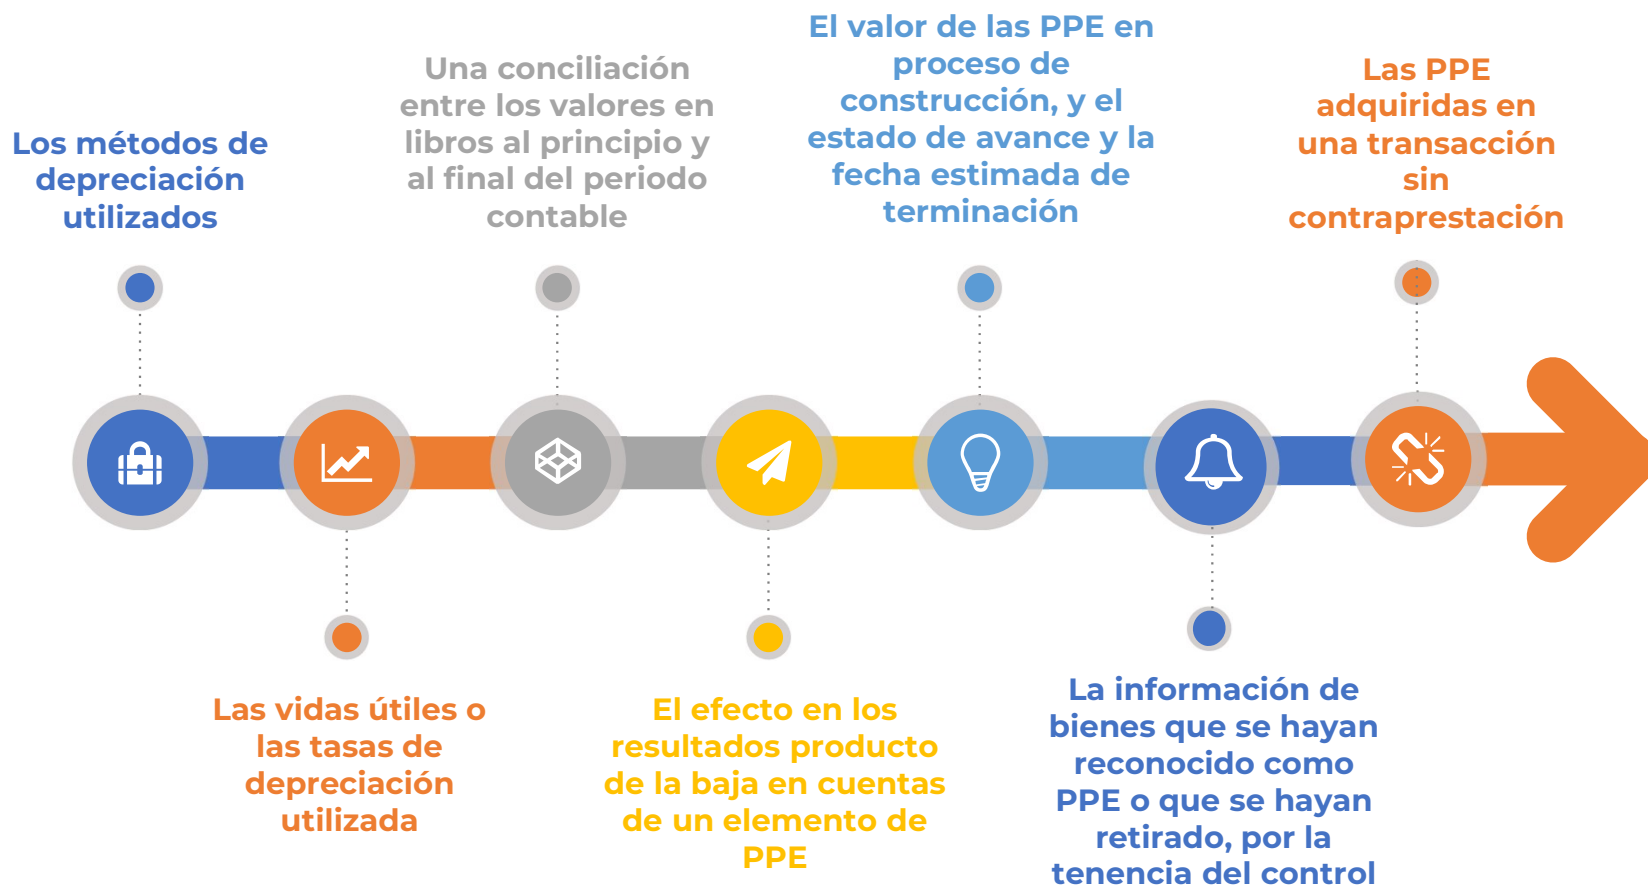 Los métodos de
depreciación
utilizados
Las vidas útiles o
las tasas de
depreciación
utilizada
Una conciliación
entre los valores en
libros al principio y
al final del periodo
contable
El efecto en los
resultados producto
de la baja en cuentas
de un elemento de
PPE
El valor de las PPE en
proceso de
construcción, y el
estado de avance y la
fecha estimada de
terminación
La información de
bienes que se hayan
reconocido como
PPE o que se hayan
retirado, por la
tenencia del control
Las PPE
adquiridas en
una transacción
sin
contraprestación